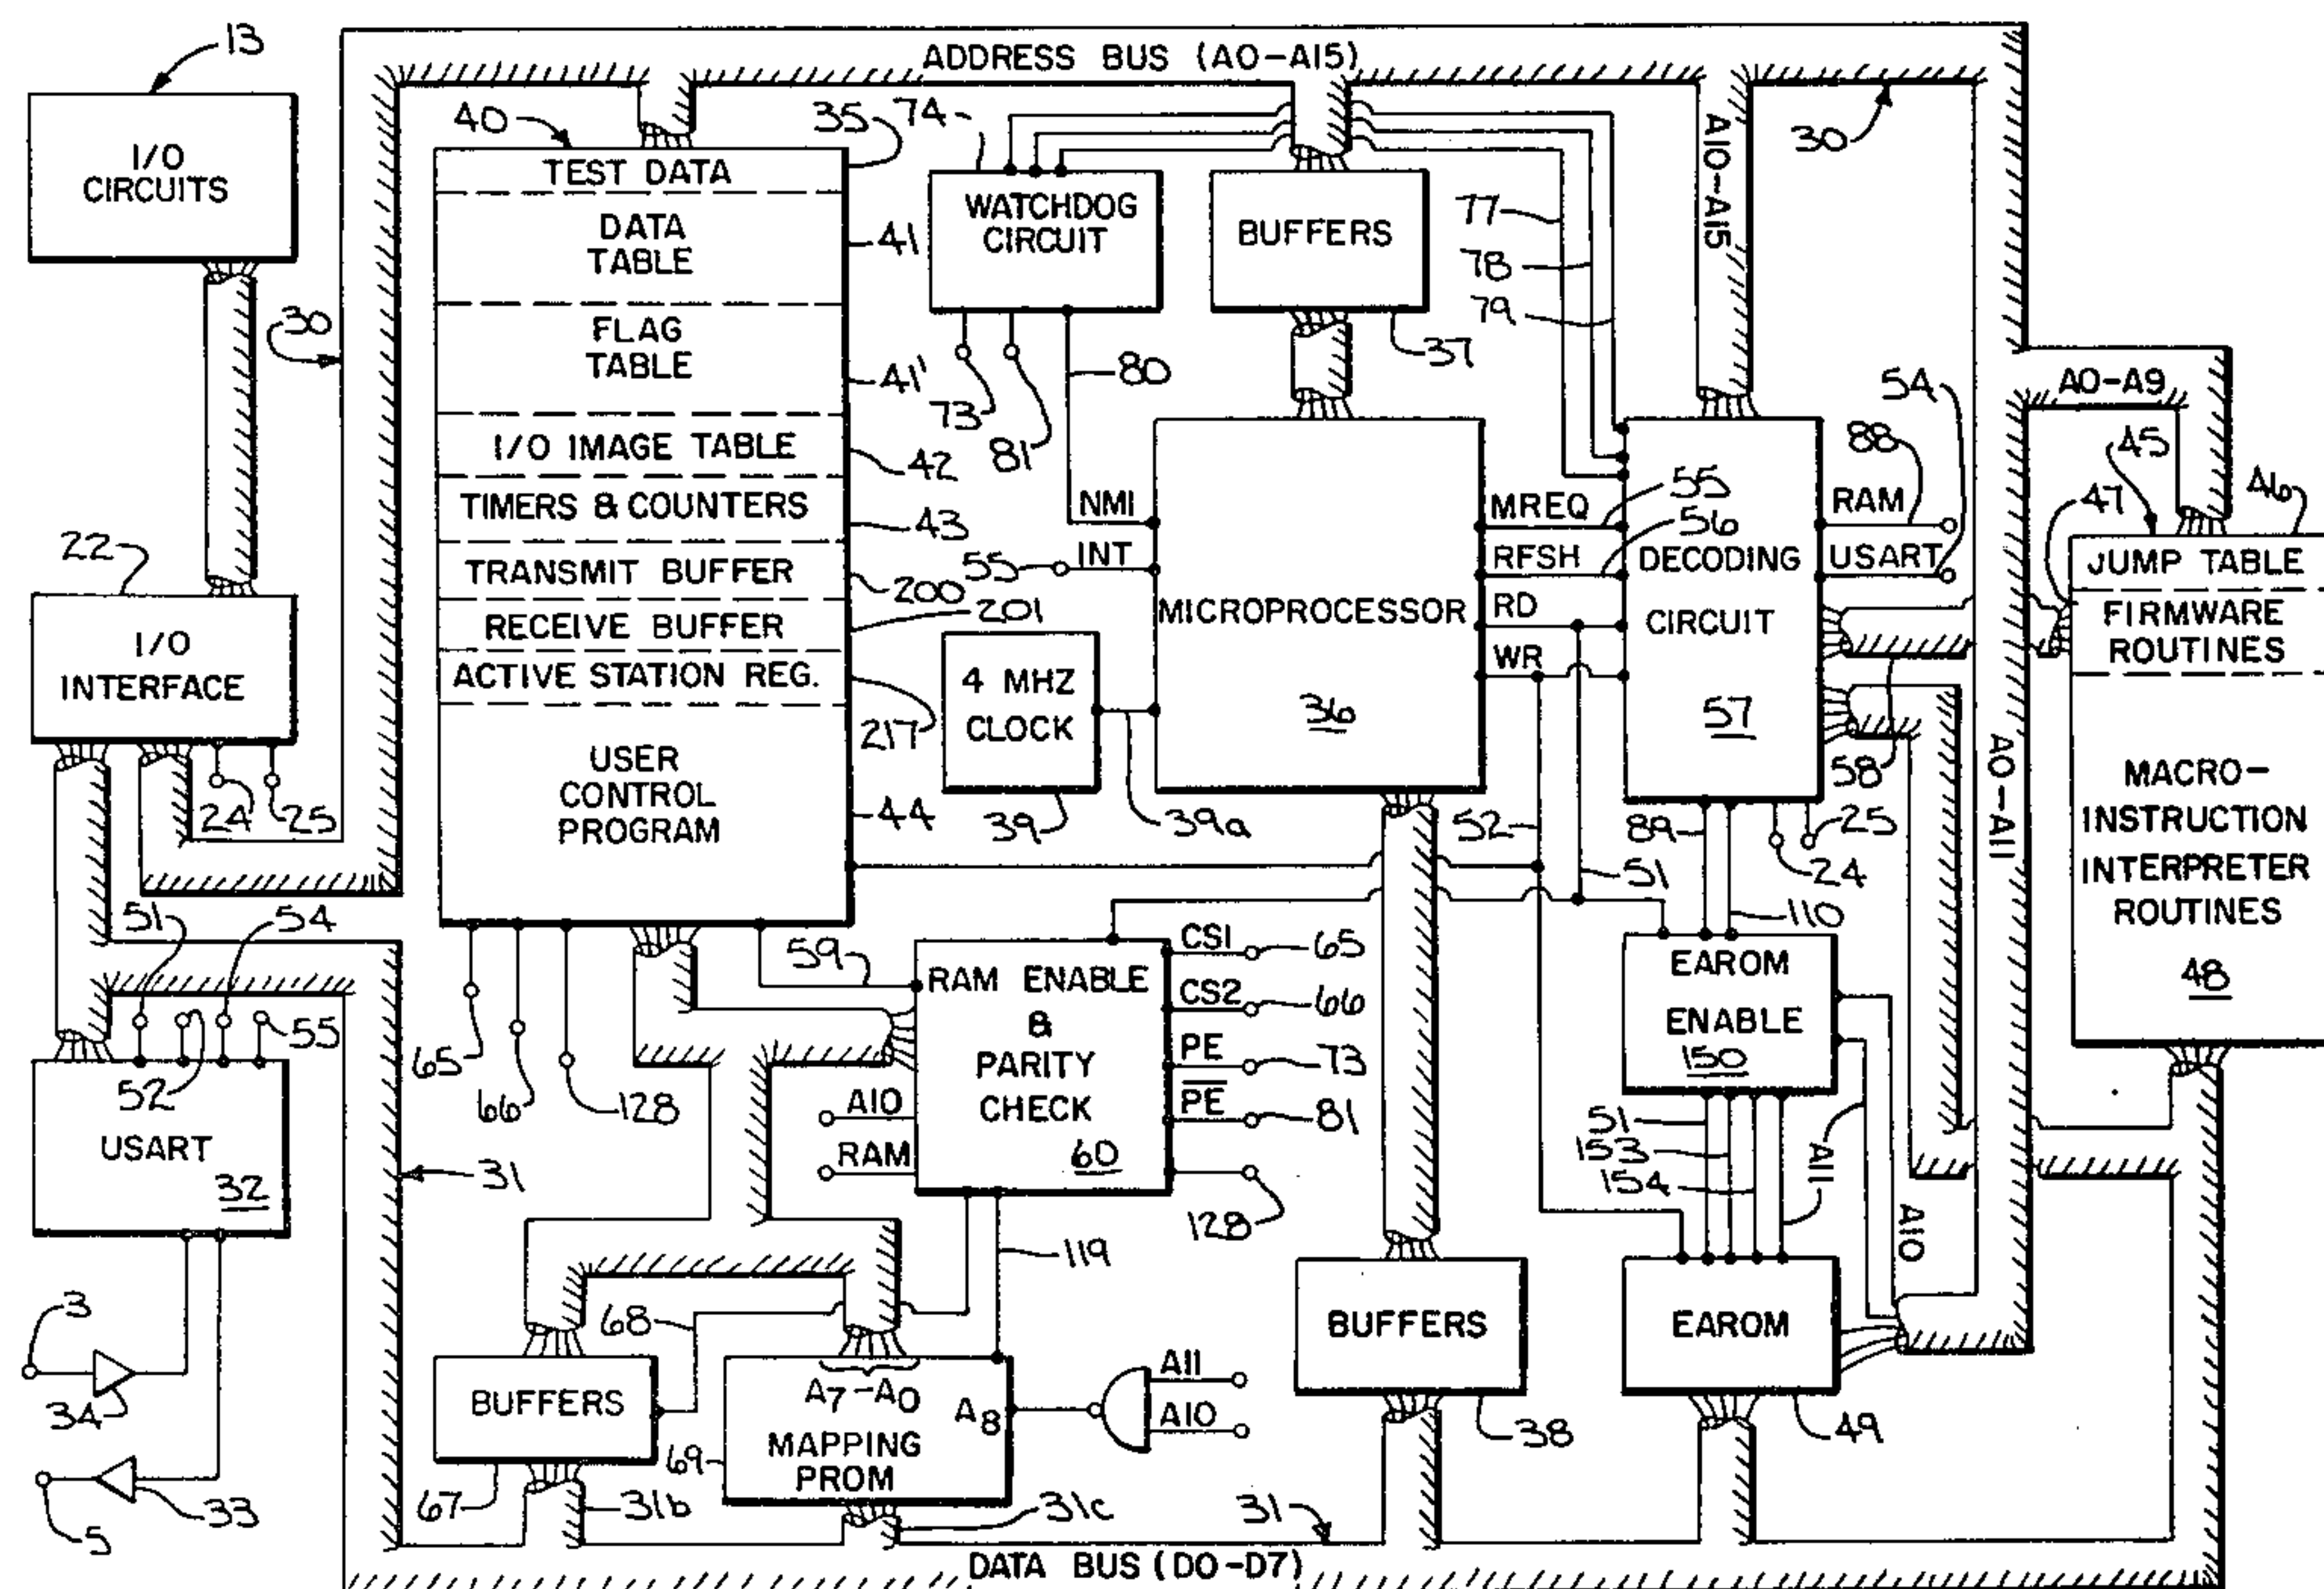 13
ADDRESS BUS (A0-A15)
I/O
CIRCUITS
40
35
74
30
A10-A15
TEST DATA
DATA
TABLE
41
WATCHDOG
CIRCUIT
BUFFERS
37
77
78
79
30
FLAG
TABLE
41'
73
81
80
A0-A9
54
I/O IMAGE TABLE
42
NMI
88
45
46
47
TIMERS & COUNTERS
43
MREQ
55
RAM
22
TRANSMIT BUFFER
200
55
INT
RFSH
56
DECODING
USART
JUMP TABLE
I/O
INTERFACE
RECEIVE BUFFER
201
MICROPROCESSOR
36
RD
CIRCUIT
57
FIRMWARE
ROUTINES
ACTIVE STATION REG.
217
4 MHZ
CLOCK
39
39a
WR
58
A0-A11
24
25
USER
CONTROL
PROGRAM
44
52
51
89
110
24
25
MACRO-
INSTRUCTION
INTERPRETER
ROUTINES
48
51
54
52
55
59
RAM ENABLE
&
PARITY
CHECK
60
CS1
65
CS2
66
PE
73
PE
81
128
EAROM
ENABLE
150
65
66
128
A10
RAM
USART
32
31
51
153
154
A11
A10
119
3
34
68
BUFFERS
A7-A0
A8
MAPPING
PROM
69
A11
A10
BUFFERS
38
EAROM
49
5
33
67
31b
31c
31
DATA BUS (D0-D7)